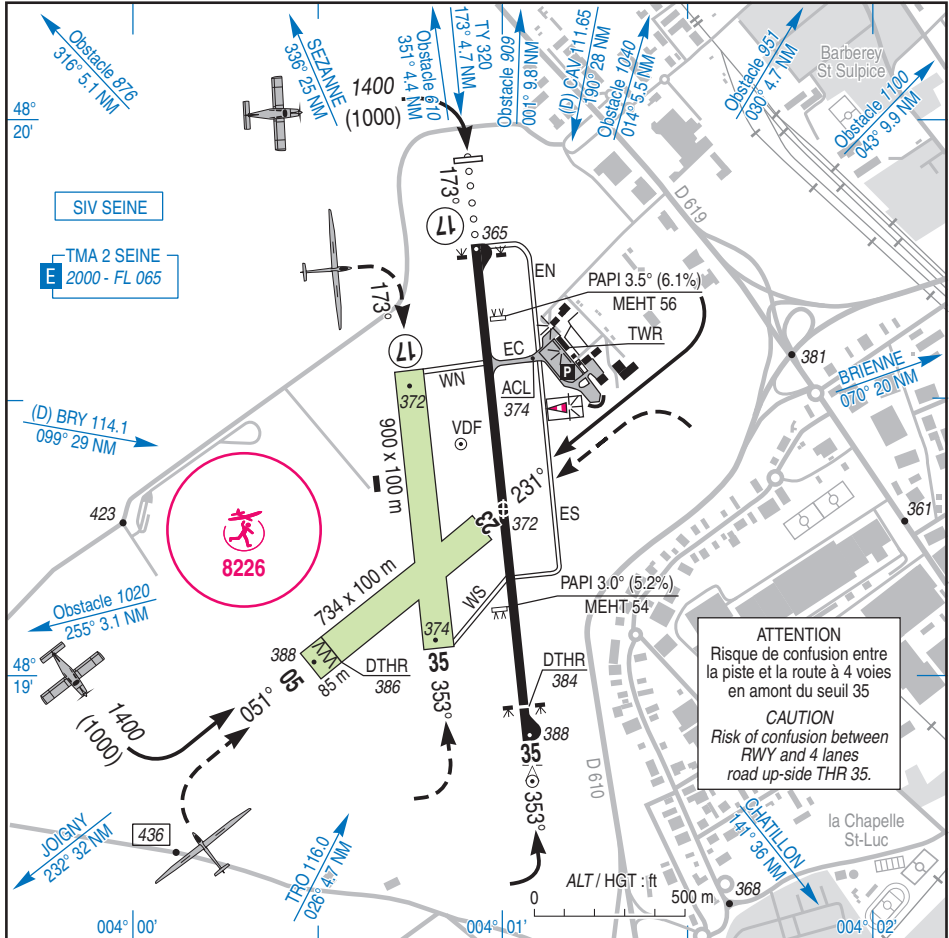 Obstacle 876
316° 5.1 NM
SEZANNE
336° 25 NM
1400
(1000)
Obstacle 610
351° 4.4 NM
TY 320
173° 4.7 NM
Obstacle 909
001° 9.8 NM
(D) CAV 111.65
190° 28 NM
Obstacle 1040
014° 5.5 NM
Obstacle 951
030° 4.7 NM
Barberey
St Sulpice
Obstacle 1100
043° 9.9 NM
48°
20'
SIV SEINE
TMA 2 SEINE
E 2000 - FL 065
173°
17
365
D 619
EN
PAPI 3.5° (6.1%)
MEHT 56
TWR
173°
17
EC
P
WN
ACL
374
381
BRIENNE
070° 20 NM
372
(D) BRY 114.1
099° 29 NM
VDF
900 x 100 m
231°
23
372
ES
361
423
8226
734 x 100 m
WS
PAPI 3.0° (5.2%)
MEHT 54
Obstacle 1020
255° 3.1 NM
48°
19'
374
388
05
85 m
DTHR
386
35
353°
051°
DTHR
384
388
35
353°
ATTENTION
Risque de confusion entre
la piste et la route à 4 voies
en amont du seuil 35
CAUTION
Risk of confusion between
RWY and 4 lanes
road up-side THR 35.
1400
(1000)
D 610
436
JOIGNY
232° 32 NM
TRO 116.0
026° 4.7 NM
CHATILLON
141° 36 NM
la Chapelle
St-Luc
ALT / HGT : ft
0 500 m
368
004° 00'
004° 01'
004° 02'